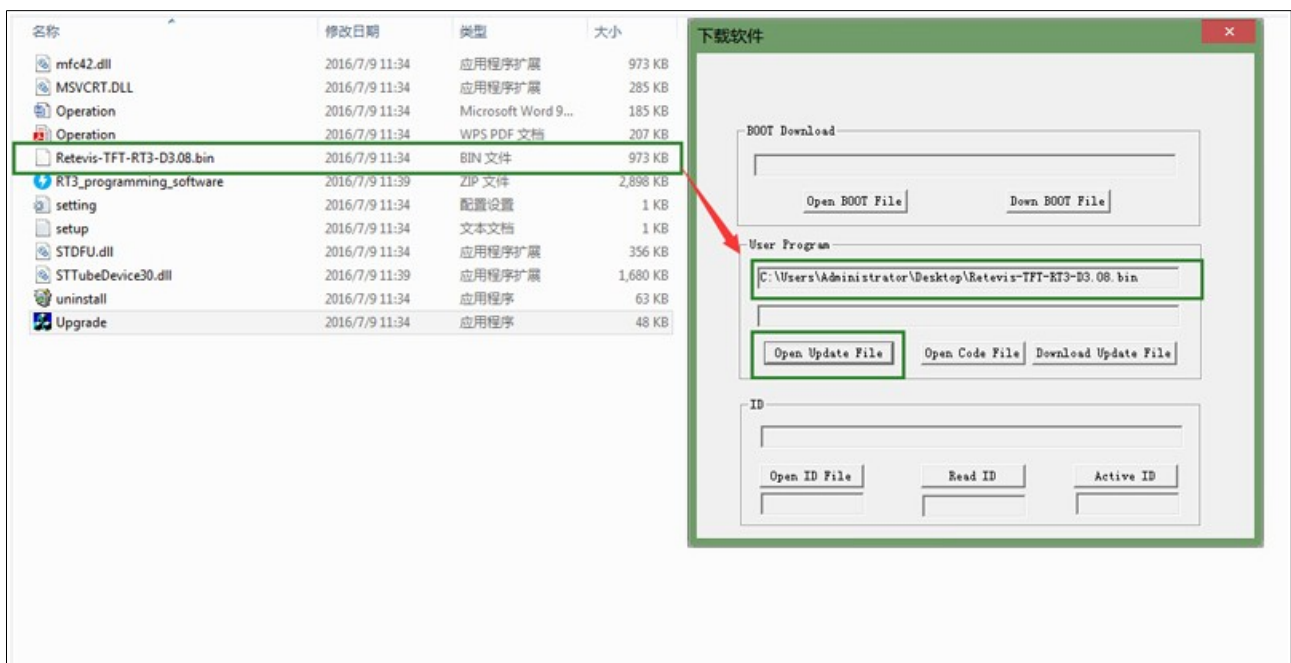 名称 修改日期 类型 大小
mfc42.dll 2016/7/9 11:34 应用程序扩展 973 KB
MSVCRT.DLL 2016/7/9 11:34 应用程序扩展 285 KB
Operation 2016/7/9 11:34 Microsoft Word 9... 185 KB
Operation 2016/7/9 11:34 WPS PDF 文档 207 KB
Retevis-TFT-RT3-D3.08.bin 2016/7/9 11:34 BIN 文件 973 KB
RT3_programming_software 2016/7/9 11:39 ZIP 文件 2,898 KB
setting 2016/7/9 11:34 配置设置 1 KB
setup 2016/7/9 11:34 文本文档 1 KB
STDFU.dll 2016/7/9 11:34 应用程序扩展 356 KB
STTubeDevice30.dll 2016/7/9 11:39 应用程序扩展 1,680 KB
uninstall 2016/7/9 11:34 应用程序 63 KB
Upgrade 2016/7/9 11:34 应用程序 48 KB
下载软件
BOOT Download
Open BOOT File Down BOOT File
User Program
C:\Users\Administrator\Desktop\Retevis-TFT-RT3-D3.08.bin
Open Update File Open Code File Download Update File
ID
Open ID File Read ID Active ID